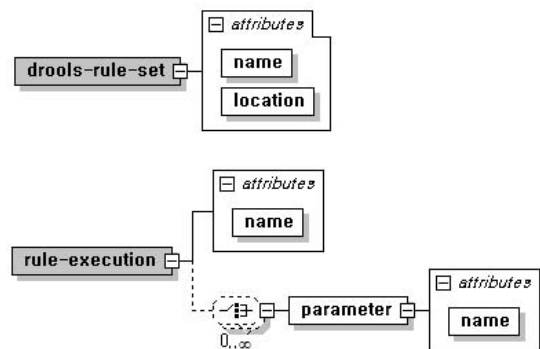 attributes
name
drools-rule-set
location
attributes
name
rule-execution
attributes
parameter
name
0..∞